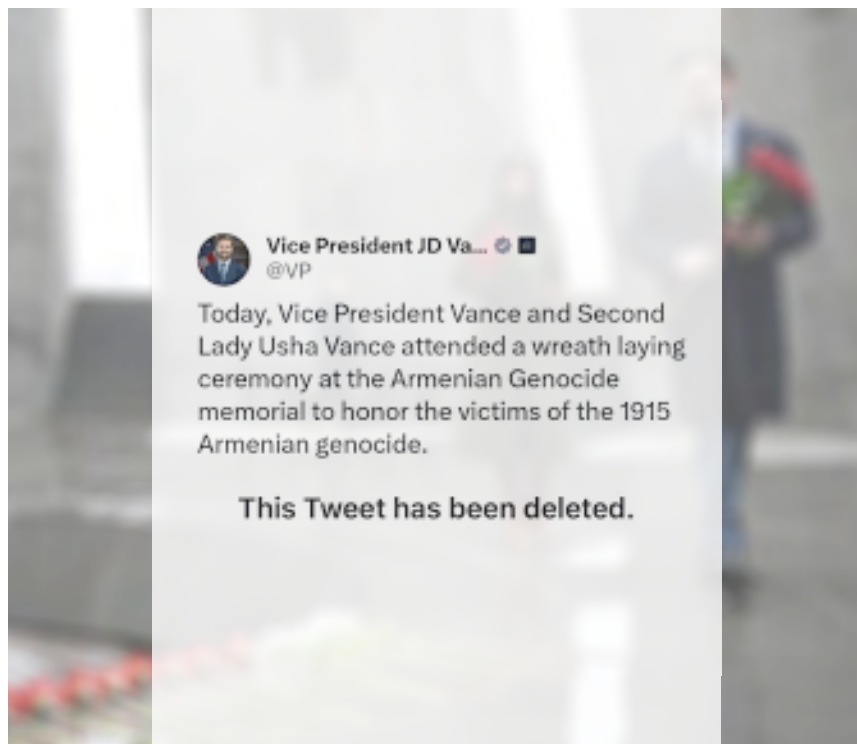 Vice President JD Va...
@VP
Today, Vice President Vance and Second
Lady Usha Vance attended a wreath laying
ceremony at the Armenian Genocide
memorial to honor the victims of the 1915
Armenian genocide.
This Tweet has been deleted.